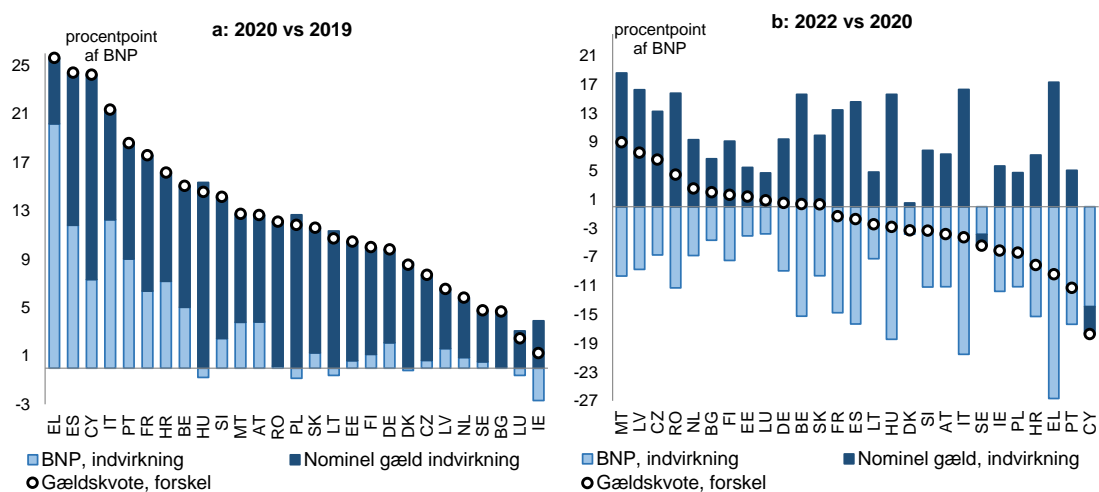 a: 2020 vs 2019
procentpoint
af BNP
25
21
17
13
9
5
1
-3
EL ES CY IT PT FR HR BE HU SI MT AT RO PL SK LT EE FI DE DK CZ LV NL SE BG LU IE
BNP, indvirkning Nominel gæld indvirkning
Gældskvote, forskel
b: 2022 vs 2020
procentpoint
af BNP
21
17
13
9
5
1
-3
-7
-11
-15
-19
-23
-27
MT LV CZ RO NL BG FI EE LU DE BE SK FR ES LT HU DK SI AT IT SE IE PL HR EL PT CY
BNP, indvirkning Nominel gæld, indvirkning
Gældskvote, forskel